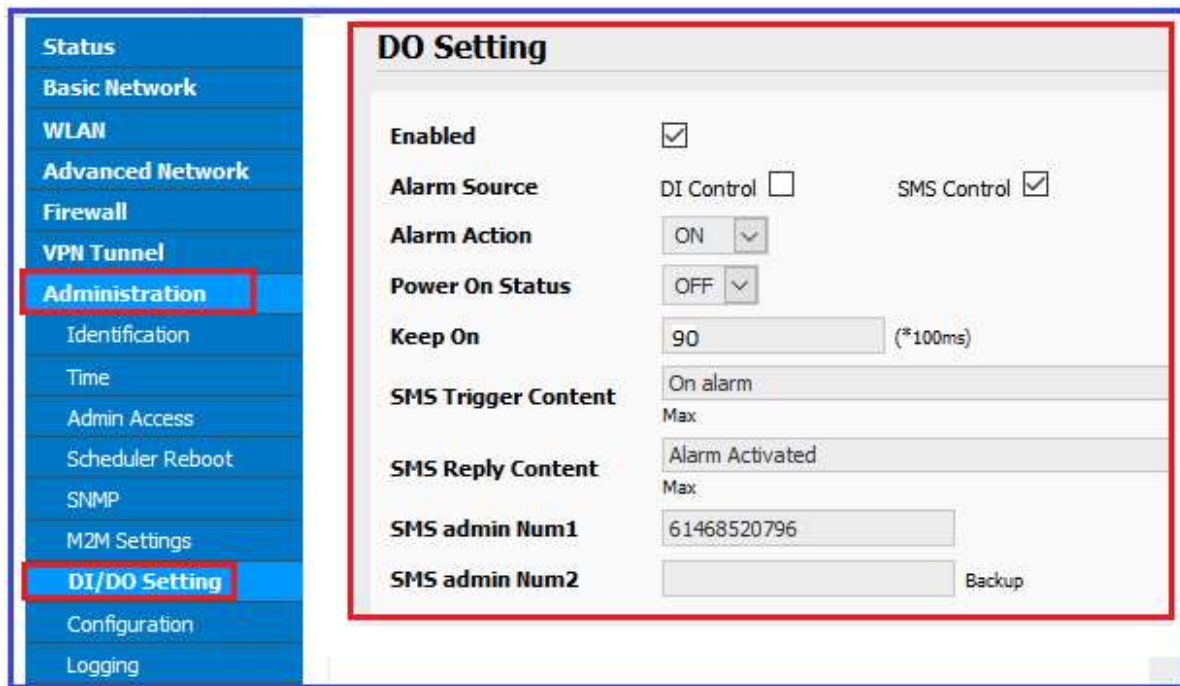 Status
Basic Network
WLAN
Advanced Network
Firewall
VPN Tunnel
Administration
Identification
Time
Admin Access
Scheduler Reboot
SNMP
M2M Settings
DI/DO Setting
Configuration
Logging
DO Setting
Enabled
Alarm Source DI Control SMS Control
Alarm Action ON
Power On Status OFF
Keep On 90 (*100ms)
SMS Trigger Content On alarm
Max
SMS Reply Content Alarm Activated
Max
SMS admin Num1 61468520796
SMS admin Num2 Backup